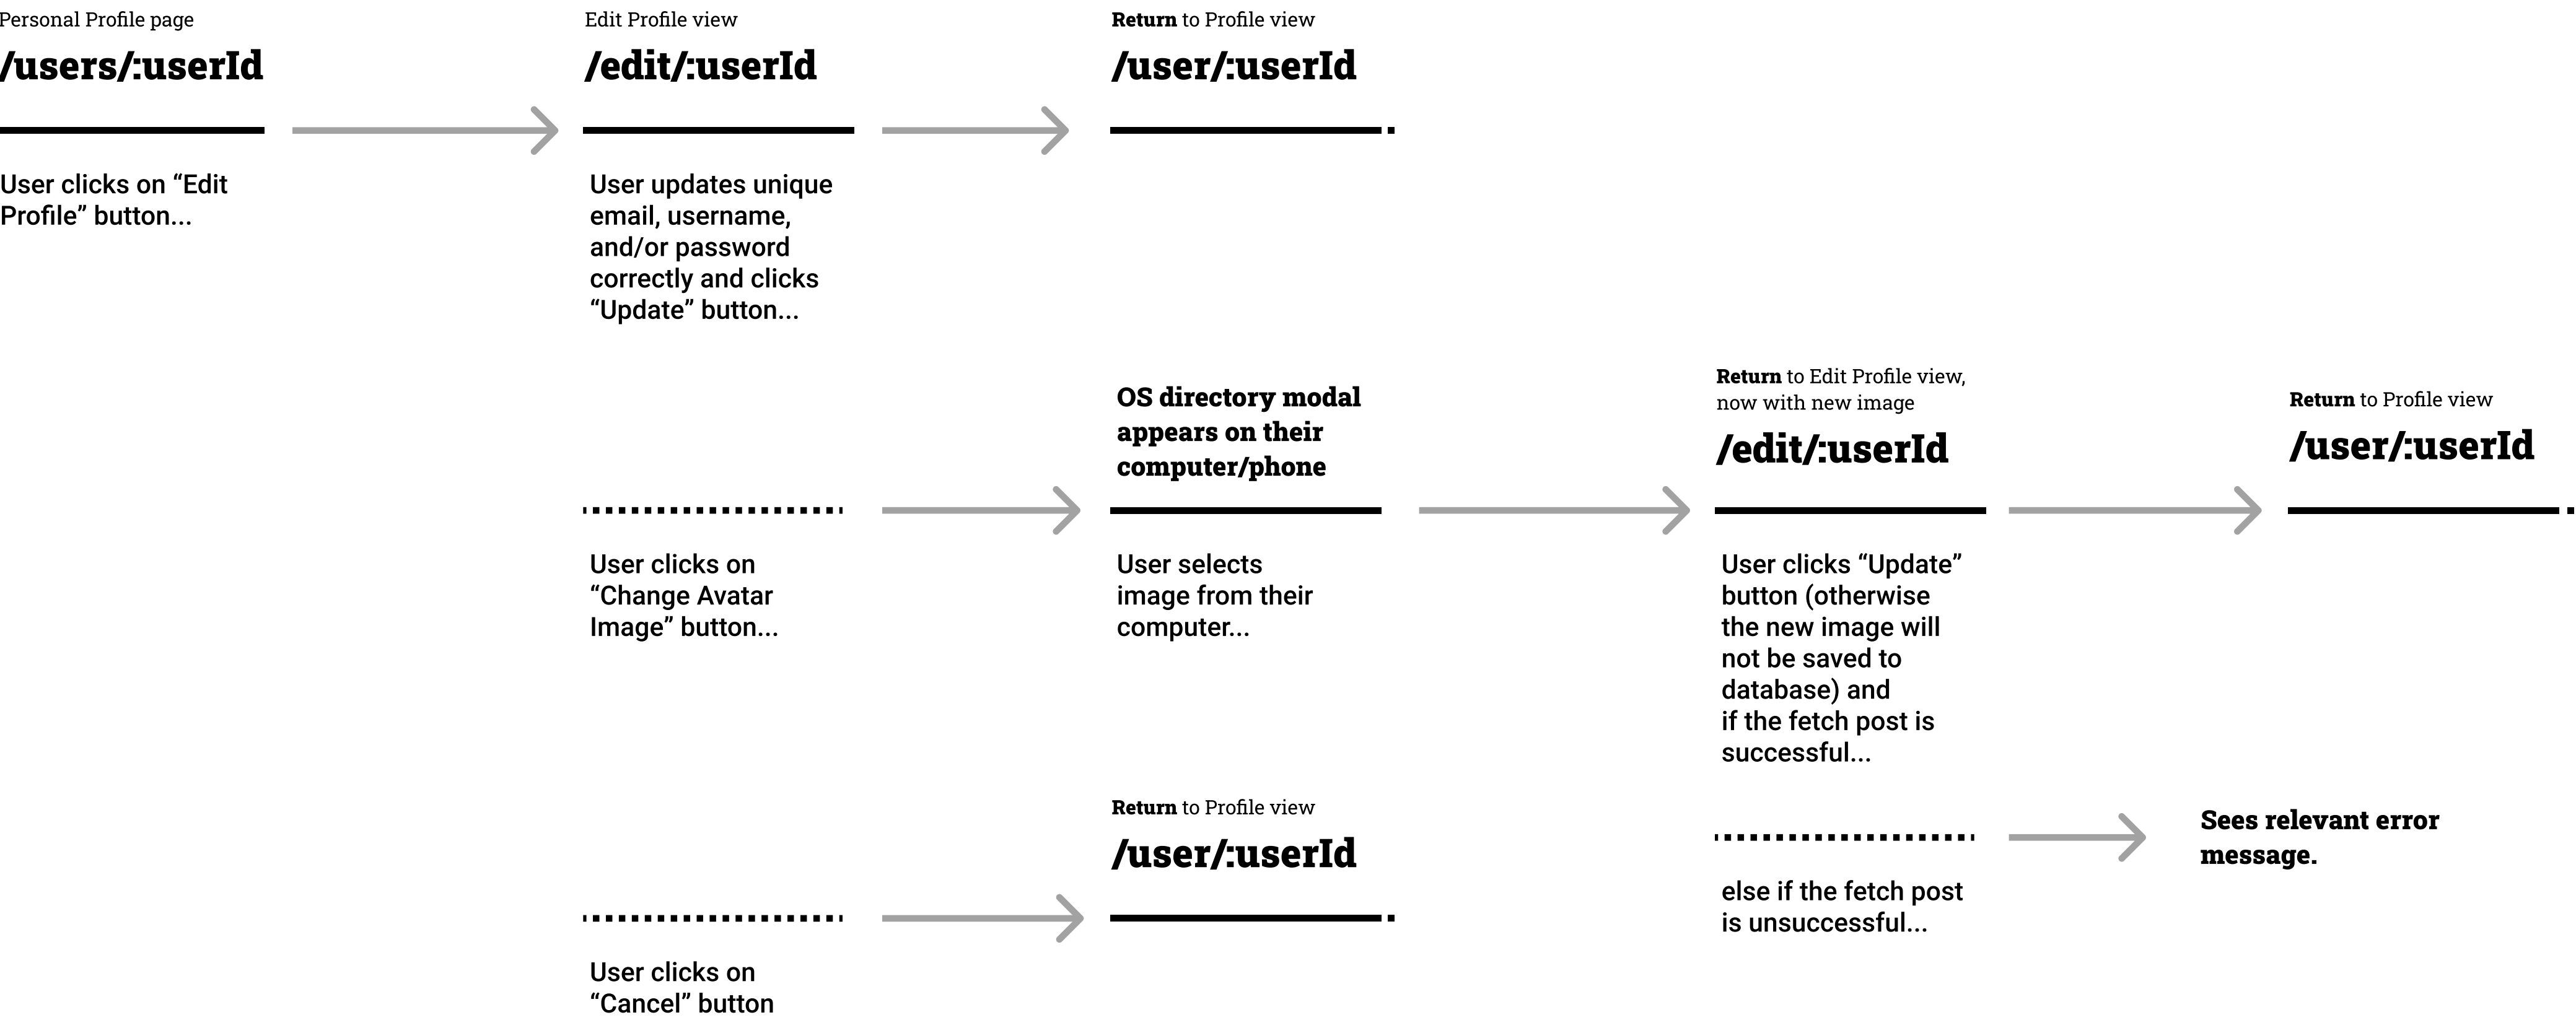 Personal Profile page
/users/:userId
User clicks on “Edit
Profile” button...
Edit Profile view
/edit/:userId
User updates unique
email, username,
and/or password
correctly and clicks
“Update” button...
Return to Profile view
/user/:userId
User clicks on
“Change Avatar
Image” button...
OS directory modal
appears on their
computer/phone
User selects
image from their
computer...
Return to Edit Profile view,
now with new image
/edit/:userId
User clicks “Update”
button (otherwise
the new image will
not be saved to
database) and
if the fetch post is
successful...
Return to Profile view
/user/:userId
else if the fetch post
is unsuccessful...
Sees relevant error
message.
User clicks on
“Cancel” button
Return to Profile view
/user/:userId